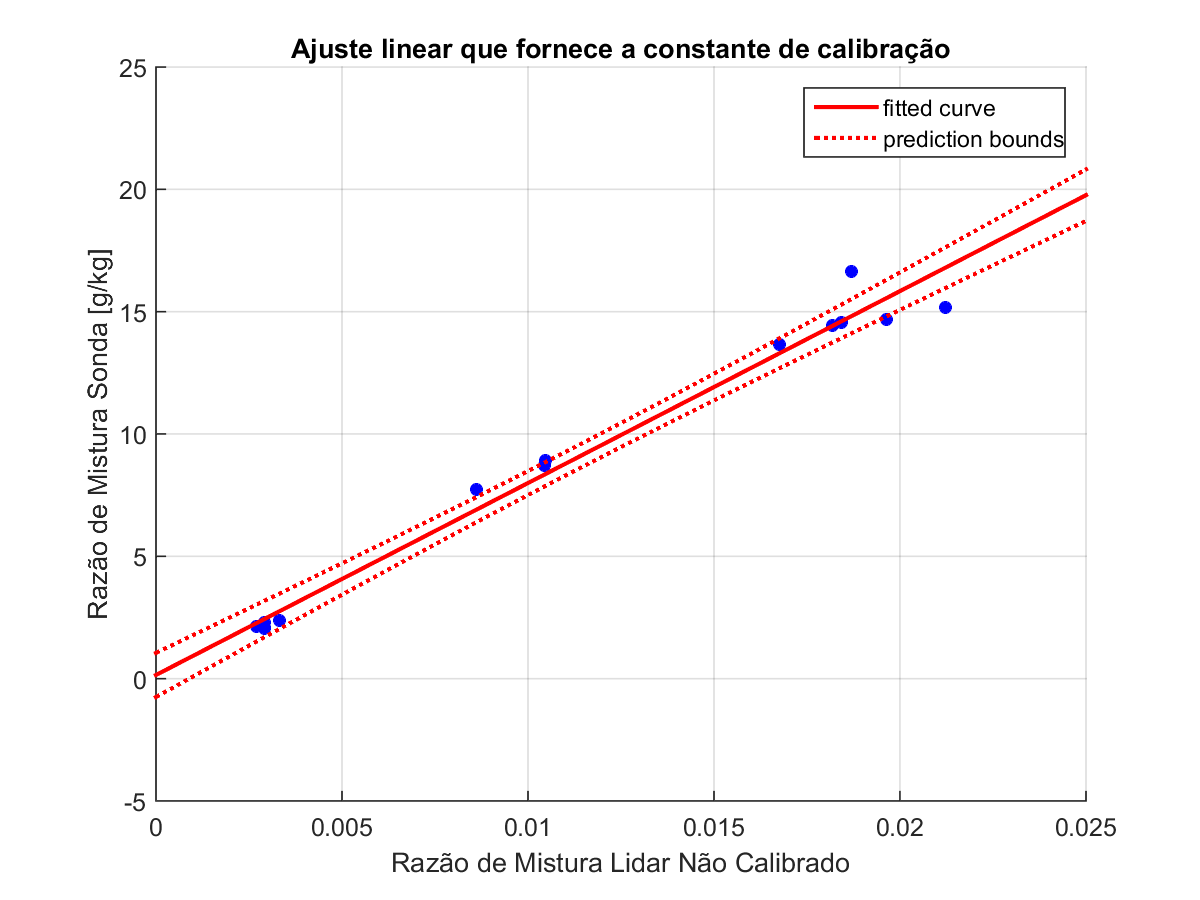 Ajuste linear que fornece a constante de calibração
fitted curve
prediction bounds
25
20
15
10
5
0
-5
Razão de Mistura Sonda [g/kg]
0
0.005
0.01
0.015
0.02
0.025
Razão de Mistura Lidar Não Calibrado